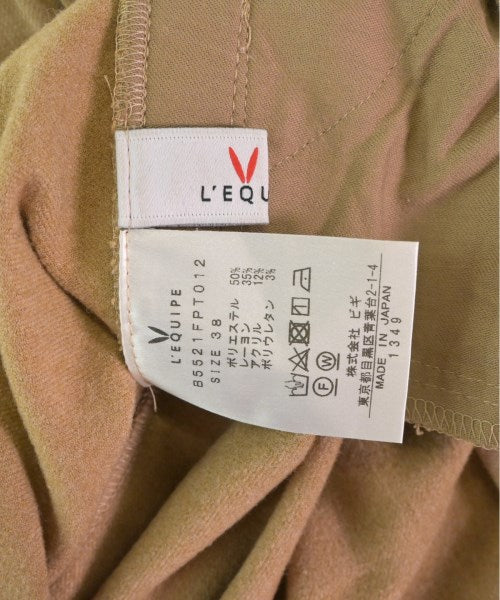 L'EQU
L'EQUIPE
B5521FPT012
SIZE 38
ポリエステル 50%
レーヨン 35%
アクリル 12%
ポリウレタン 3%
F W
株式会社 ビギ
東京都目黒区青葉台2-1-4
MADE IN JAPAN
1349